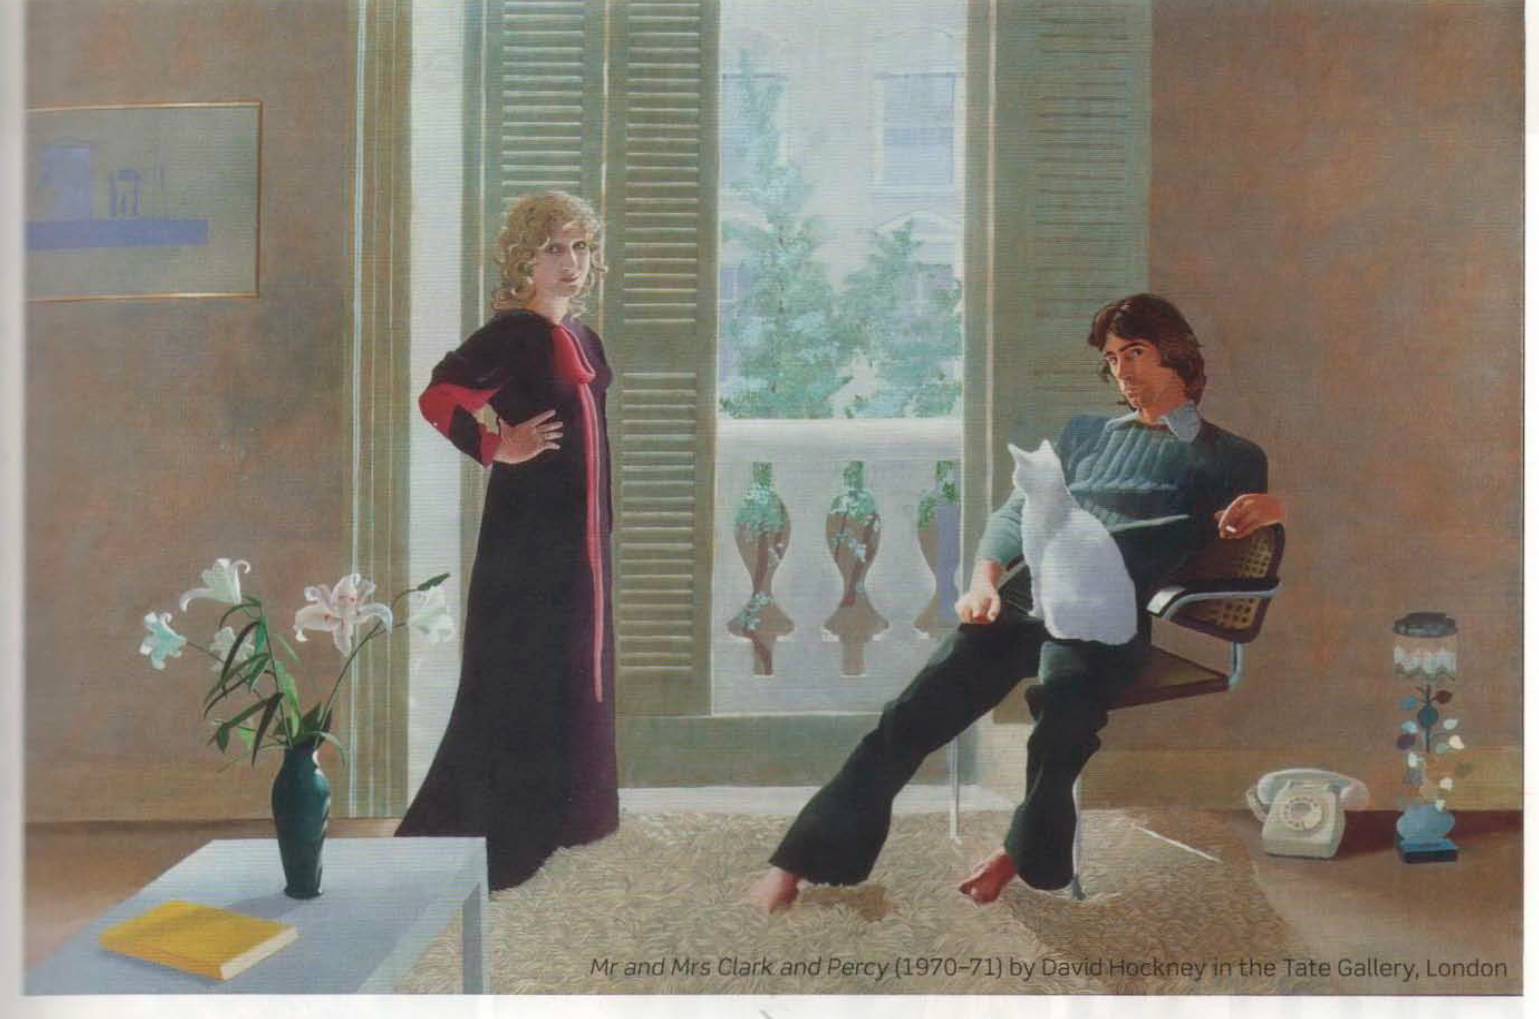 Mr and Mrs Clark and Percy (1970–71) by David Hockney in the Tate Gallery, London